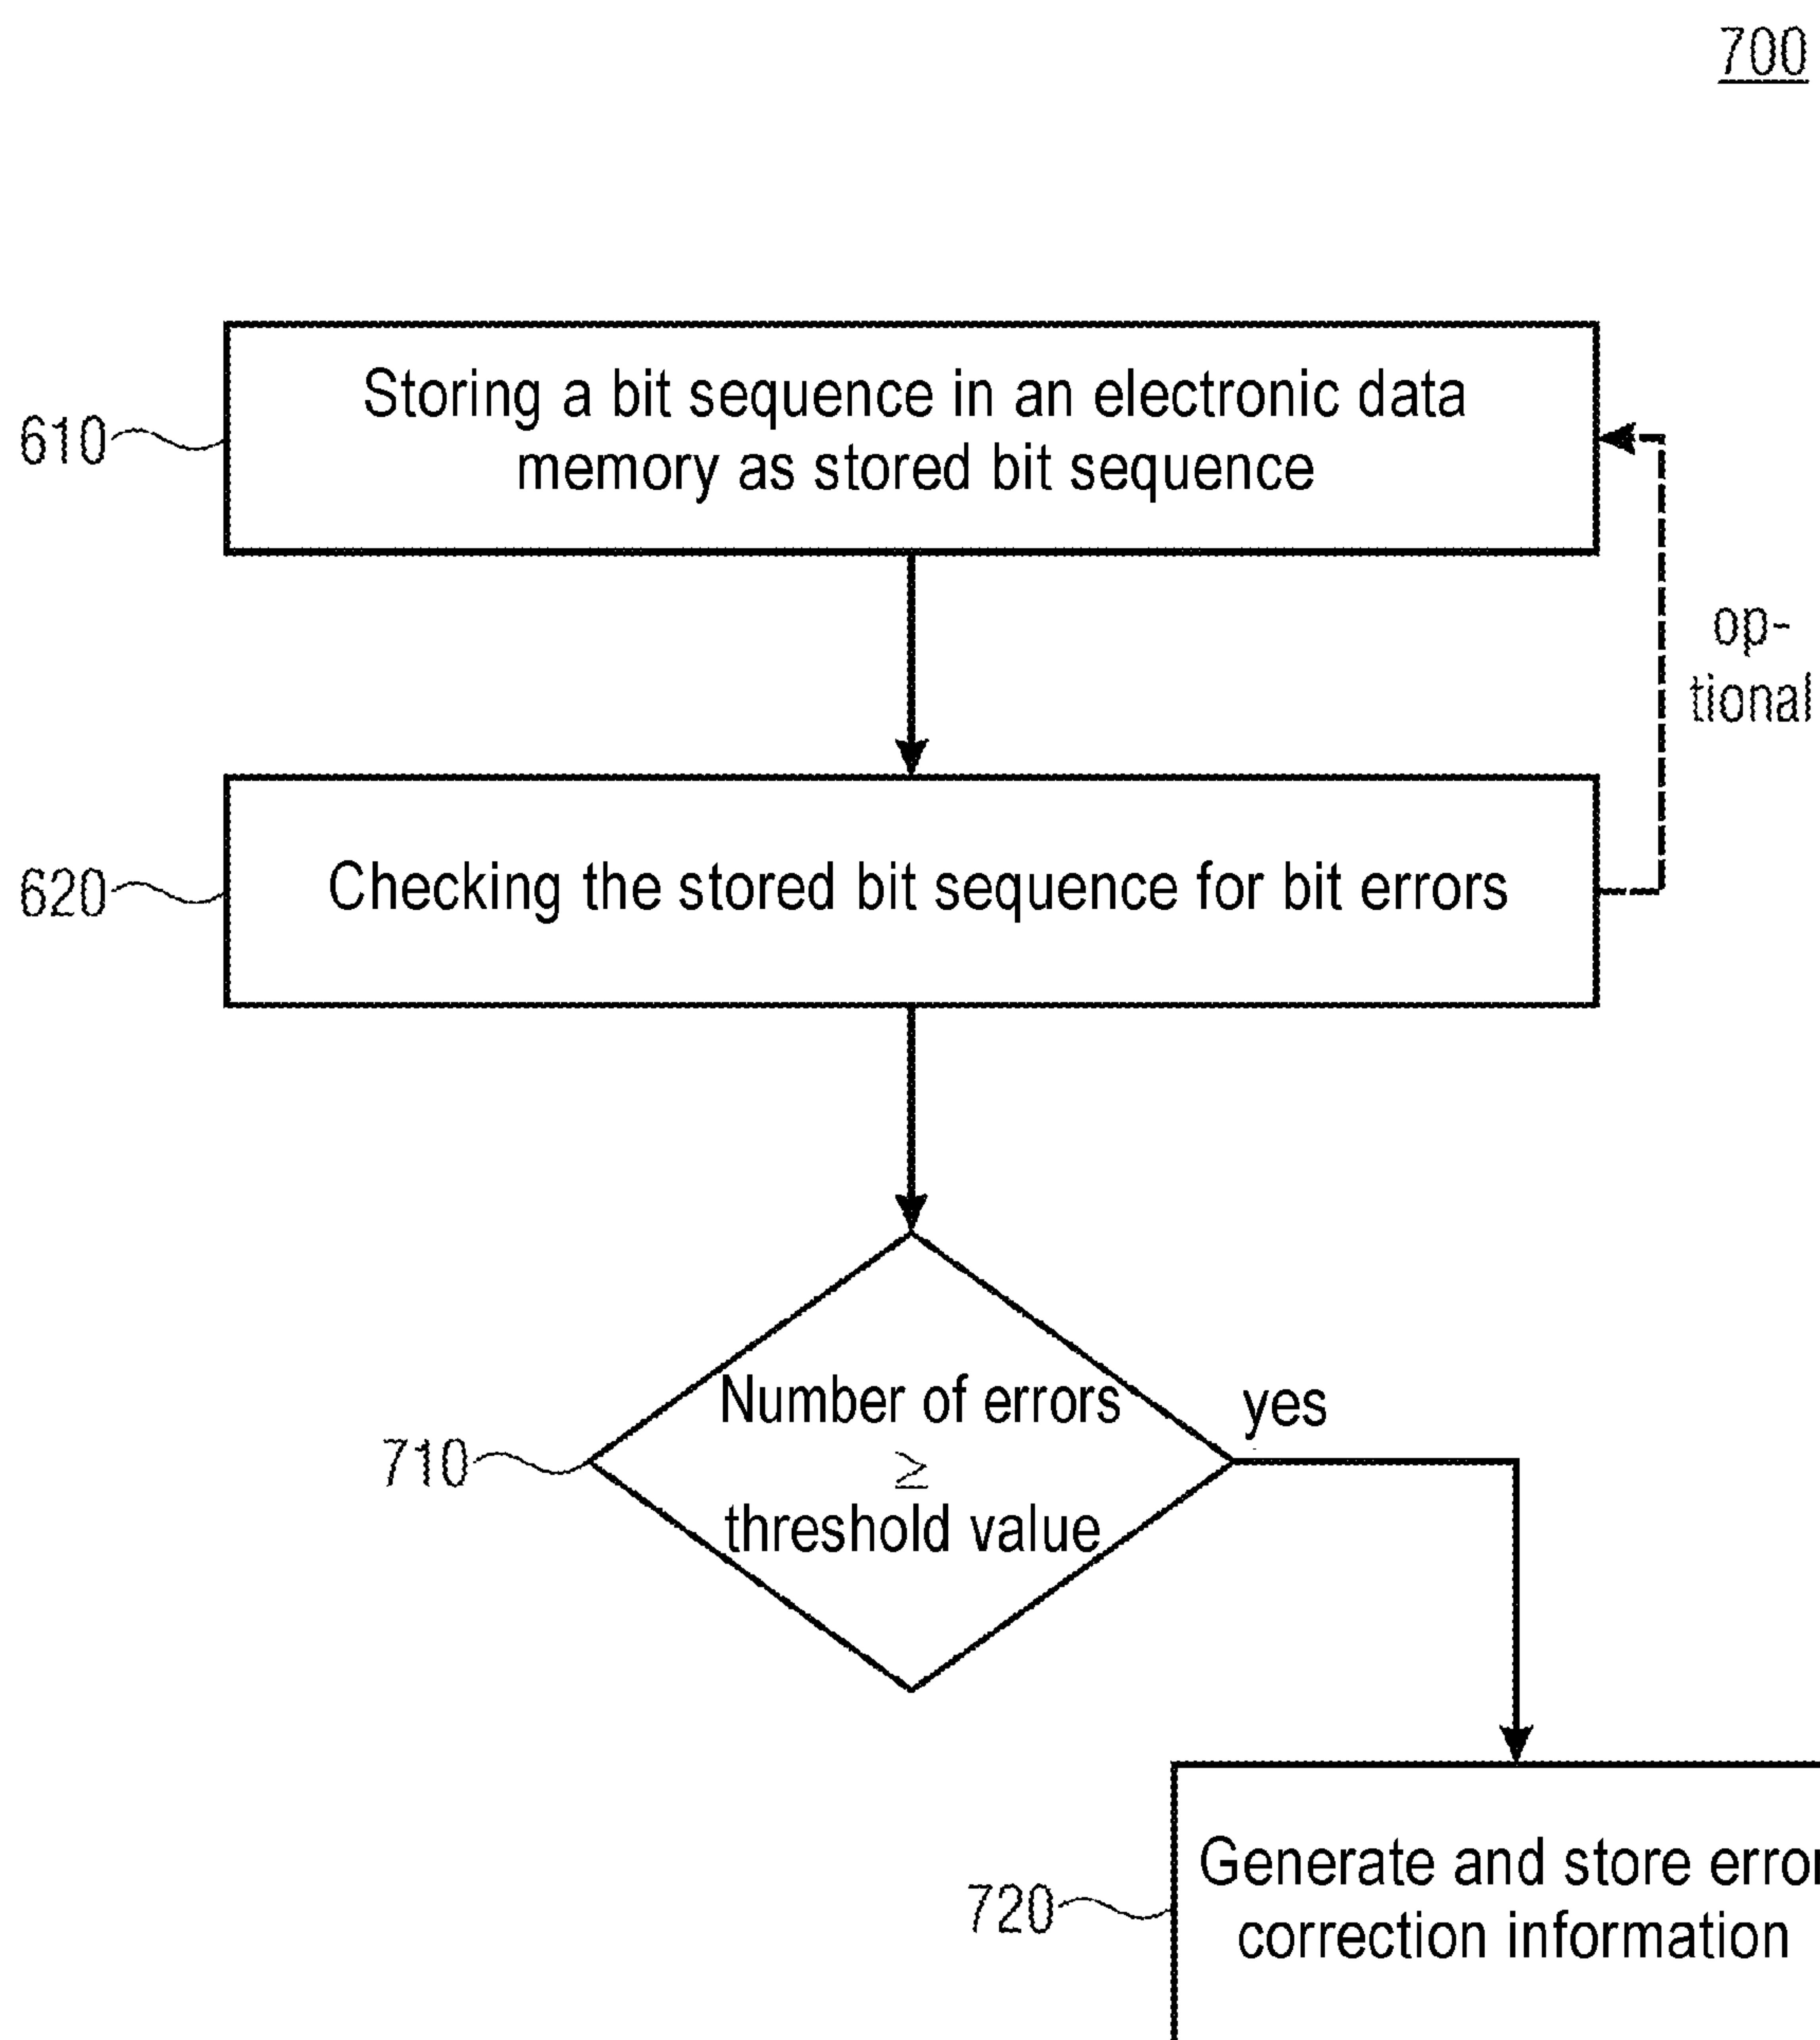 700
Storing a bit sequence in an electronic data
memory as stored bit sequence
610
op-
tional
Checking the stored bit sequence for bit errors
620
Number of errors
≥
threshold value
yes
710
Generate and store error
correction information
720